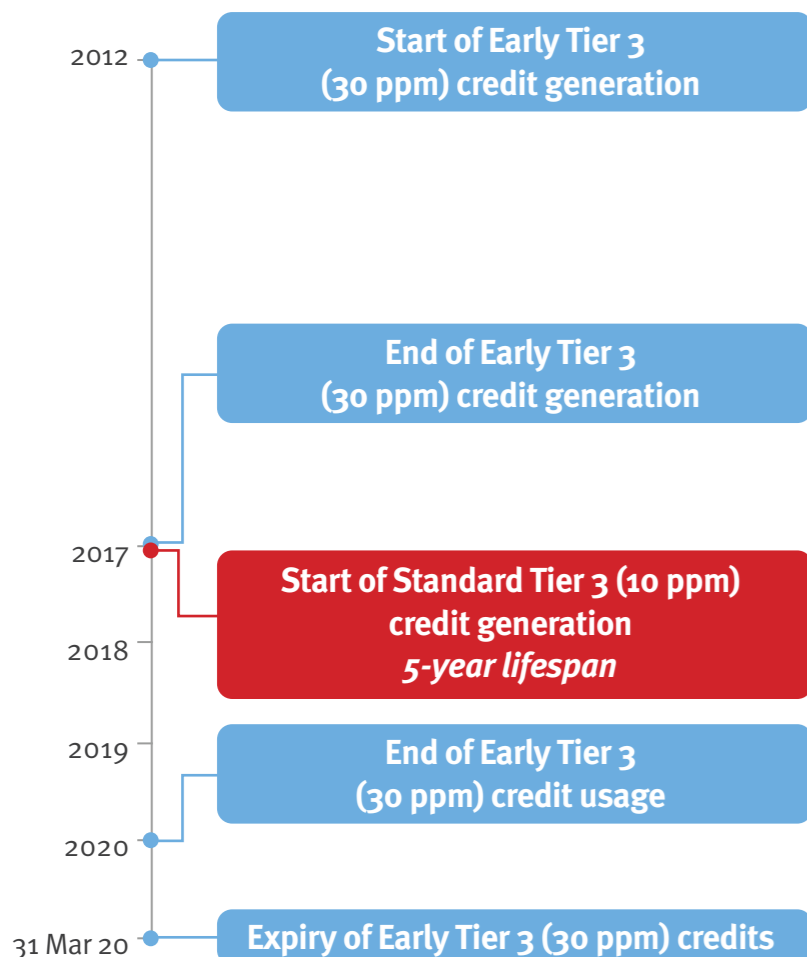 2012
Start of Early Tier 3
(30 ppm) credit generation
End of Early Tier 3
(30 ppm) credit generation
2017
Start of Standard Tier 3 (10 ppm)
credit generation
5-year lifespan
2018
2019
End of Early Tier 3
(30 ppm) credit usage
2020
31 Mar 20
Expiry of Early Tier 3 (30 ppm) credits